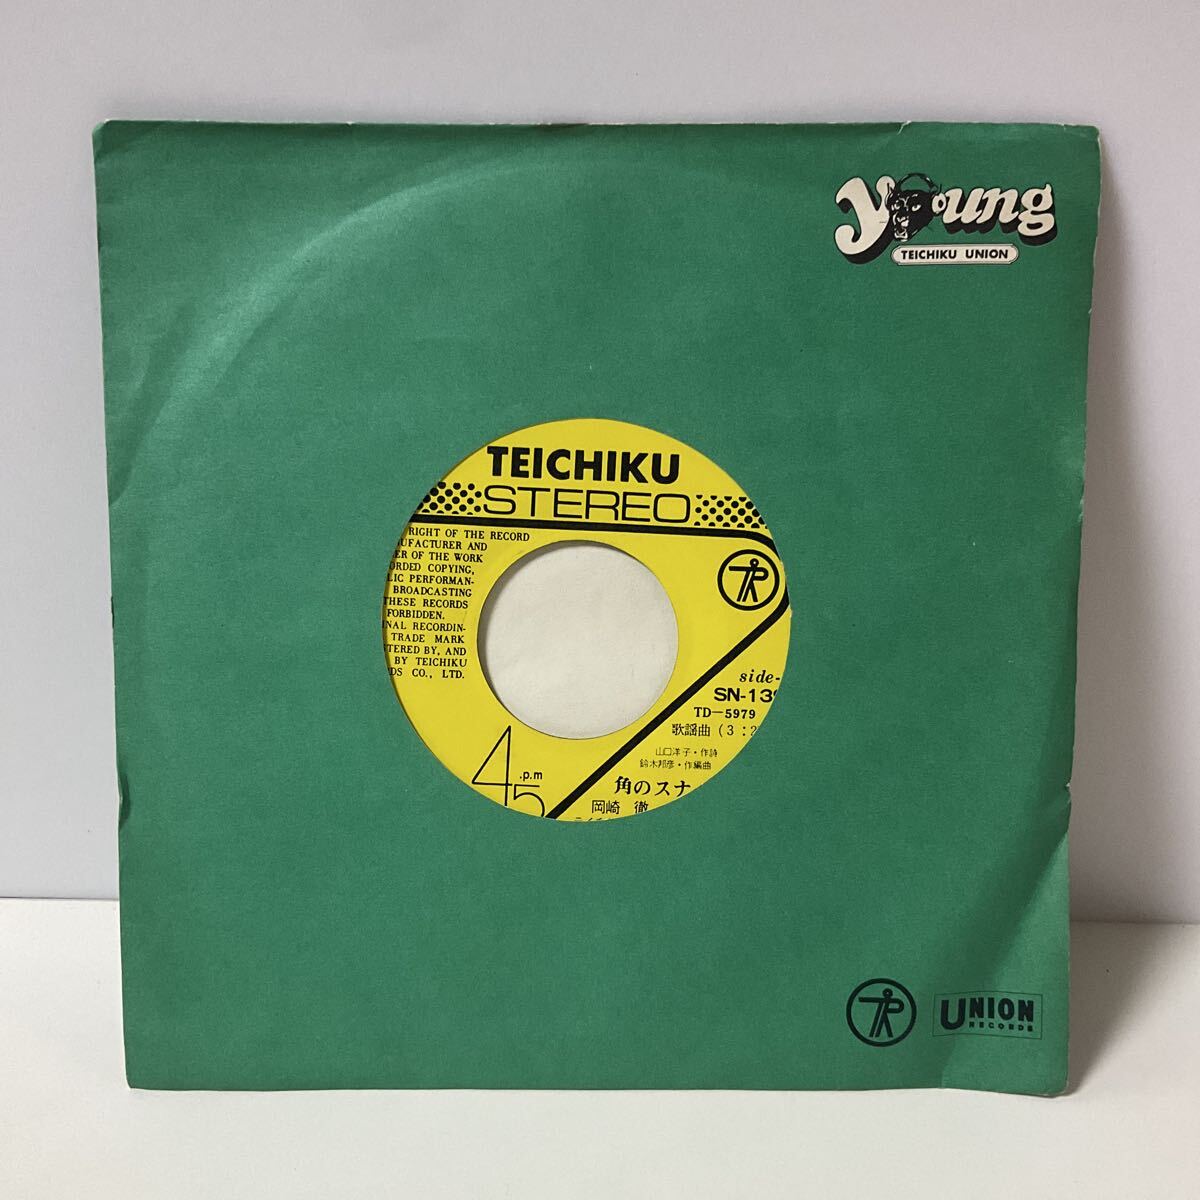 young
TEICHIKU UNION
TEICHIKU
STEREO
RIGHT OF THE RECORD
UFACTURER AND
ER OF THE WORK
ORDED COPYING,
LIC PERFORMAN-
BROADCASTING
THESE RECORDS
FORBIDDEN.
NAL RECORDIN-
TRADE MARK
TERED BY, AND
BY TEICHIKU
DS CO., LTD.
side-
SN-139
TD-5979
歌謡曲 (3:2
山口洋子・作詩
鈴木邦彦・作編曲
角のスナ
岡崎 徹
45 .p.m
UNION
RECORDS